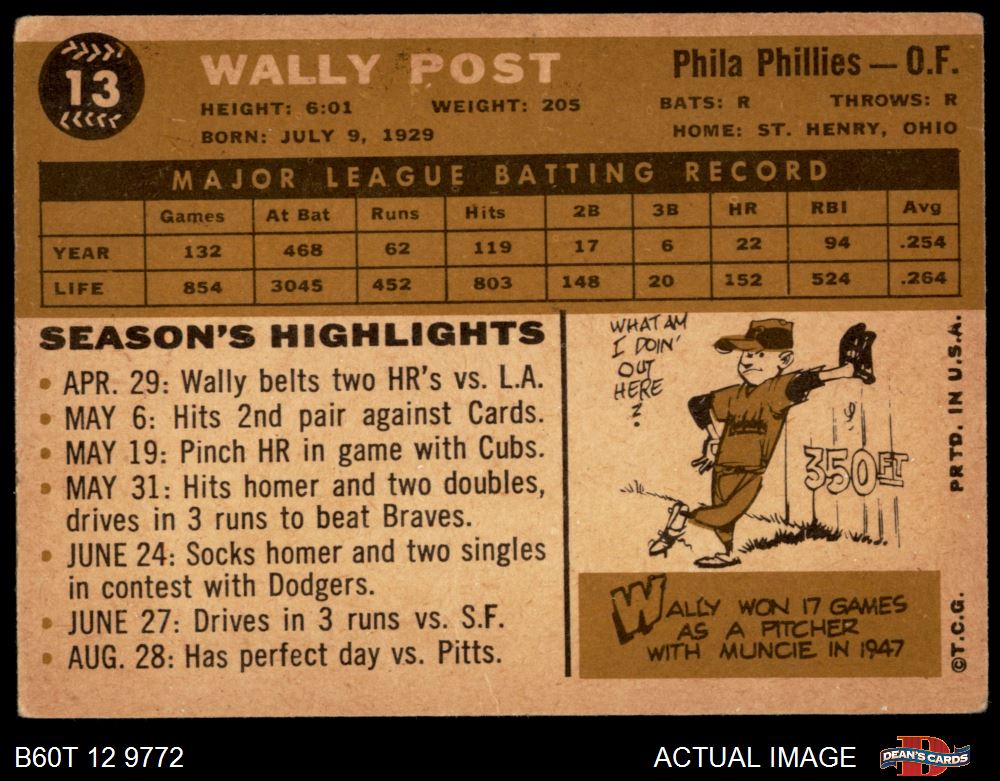 13
WALLY POST
Phila Phillies — O.F.
HEIGHT: 6:01 WEIGHT: 205 BATS: R THROWS: R
BORN: JULY 9, 1929 HOME: ST. HENRY, OHIO
MAJOR LEAGUE BATTING RECORD
Games At Bat Runs Hits 2B 3B HR RBI Avg
YEAR 132 468 62 119 17 6 22 94 .254
LIFE 854 3045 452 803 148 20 152 524 .264
SEASON'S HIGHLIGHTS
• APR. 29: Wally belts two HR's vs. L.A.
• MAY 6: Hits 2nd pair against Cards.
• MAY 19: Pinch HR in game with Cubs.
• MAY 31: Hits homer and two doubles,
drives in 3 runs to beat Braves.
• JUNE 24: Socks homer and two singles
in contest with Dodgers.
• JUNE 27: Drives in 3 runs vs. S.F.
• AUG. 28: Has perfect day vs. Pitts.
WHAT AM
I DOIN'
OUT
HERE
?
350 FT
WALLY WON 17 GAMES
AS A PITCHER
WITH MUNCIE IN 1947
PRTD. IN U.S.A.
©T.C.G.
B60T 12 9772
ACTUAL IMAGE
DEAN'S CARDS